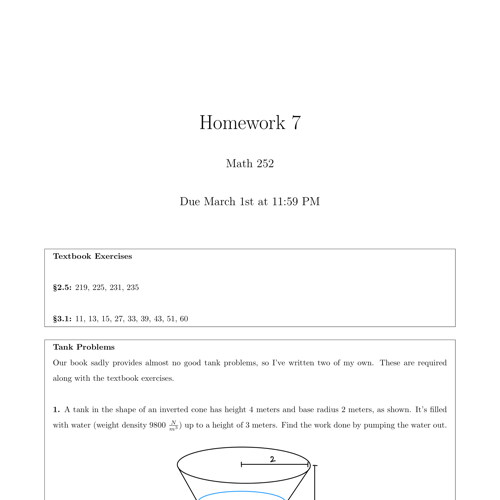 Homework 7
Math 252
Due March 1st at 11:59 PM
Textbook Exercises
§2.5: 219, 225, 231, 235
§3.1: 11, 13, 15, 27, 33, 39, 43, 51, 60
Tank Problems
Our book sadly provides almost no good tank problems, so I've written two of my own. These are required
along with the textbook exercises.
1. A tank in the shape of an inverted cone has height 4 meters and base radius 2 meters, as shown. It's filled
with water (weight density 9800 N/m³) up to a height of 3 meters. Find the work done by pumping the water out.
2